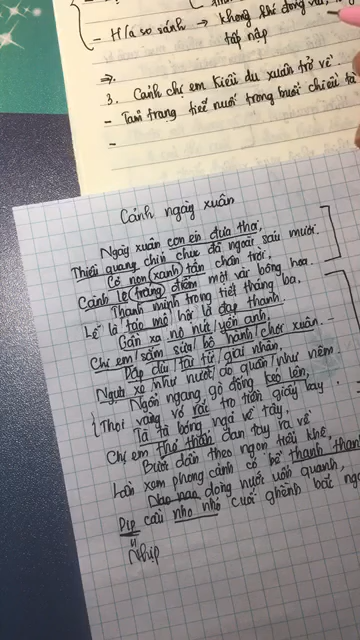 - H/a so sánh → không khí đông vui,
tấp nập
⇒
3. Cảnh chị em Kiều du xuân trở về.
- Tâm trạng tiếc nuối trong buổi chiều tà
-
Cảnh ngày xuân
Ngày xuân con én đưa thoi,
Thiều quang chín chục đã ngoài sáu mươi.
Cỏ non (xanh) tận chân trời,
Cành lê (trắng) điểm một vài bông hoa.
Thanh minh trong tiết tháng ba,
Lễ là tảo mộ hội là đạp thanh.
Gần xa nô nức / yến anh,
Chị em / sắm sửa / bộ hành / chơi xuân.
Dập dìu / tài tử / giai nhân,
Ngựa xe / như nước / áo quần / như nêm.
Ngổn ngang gò đống kéo lên,
Thoi vàng vó rắc tro tiền giấy bay.
Tà tà bóng ngả về tây,
Chị em thơ thẩn dan tay ra về
Bước dần theo ngọn tiểu khê,
Lần xem phong cảnh có bề thanh thanh
Nao nao dòng nước uốn quanh,
Dịp cầu nho nhỏ cuối ghềnh bắc ng
"
Nhịp